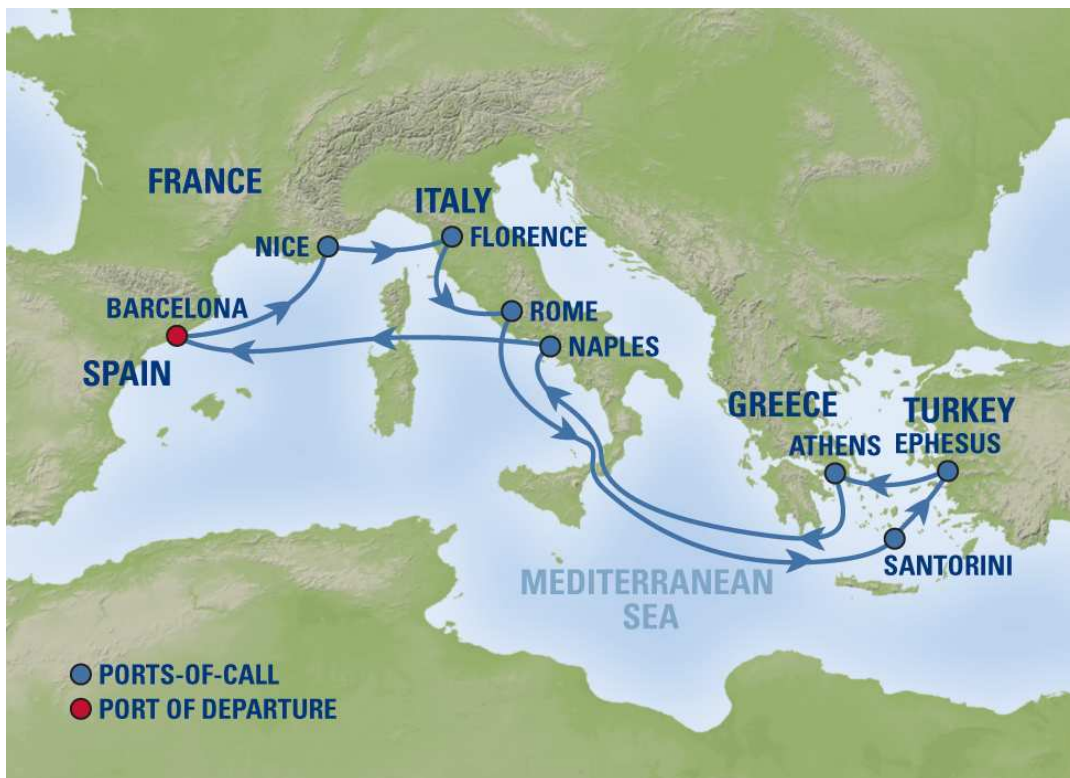 FRANCE
ITALY
NICE
FLORENCE
BARCELONA
ROME
SPAIN
NAPLES
GREECE
TURKEY
ATHENS
EPHESUS
SANTORINI
MEDITERRANEAN
SEA
PORTS-OF-CALL
PORT OF DEPARTURE